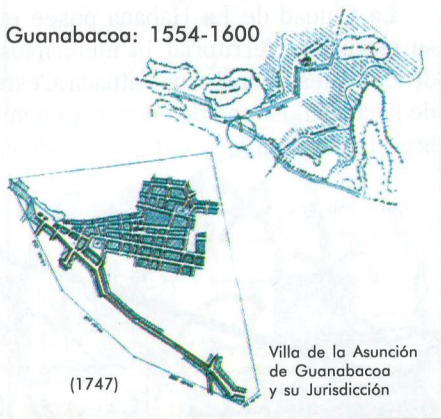 Guanabacoa: 1554-1600
(1747)
Villa de la Asunción
de Guanabacoa
y su Jurisdicción